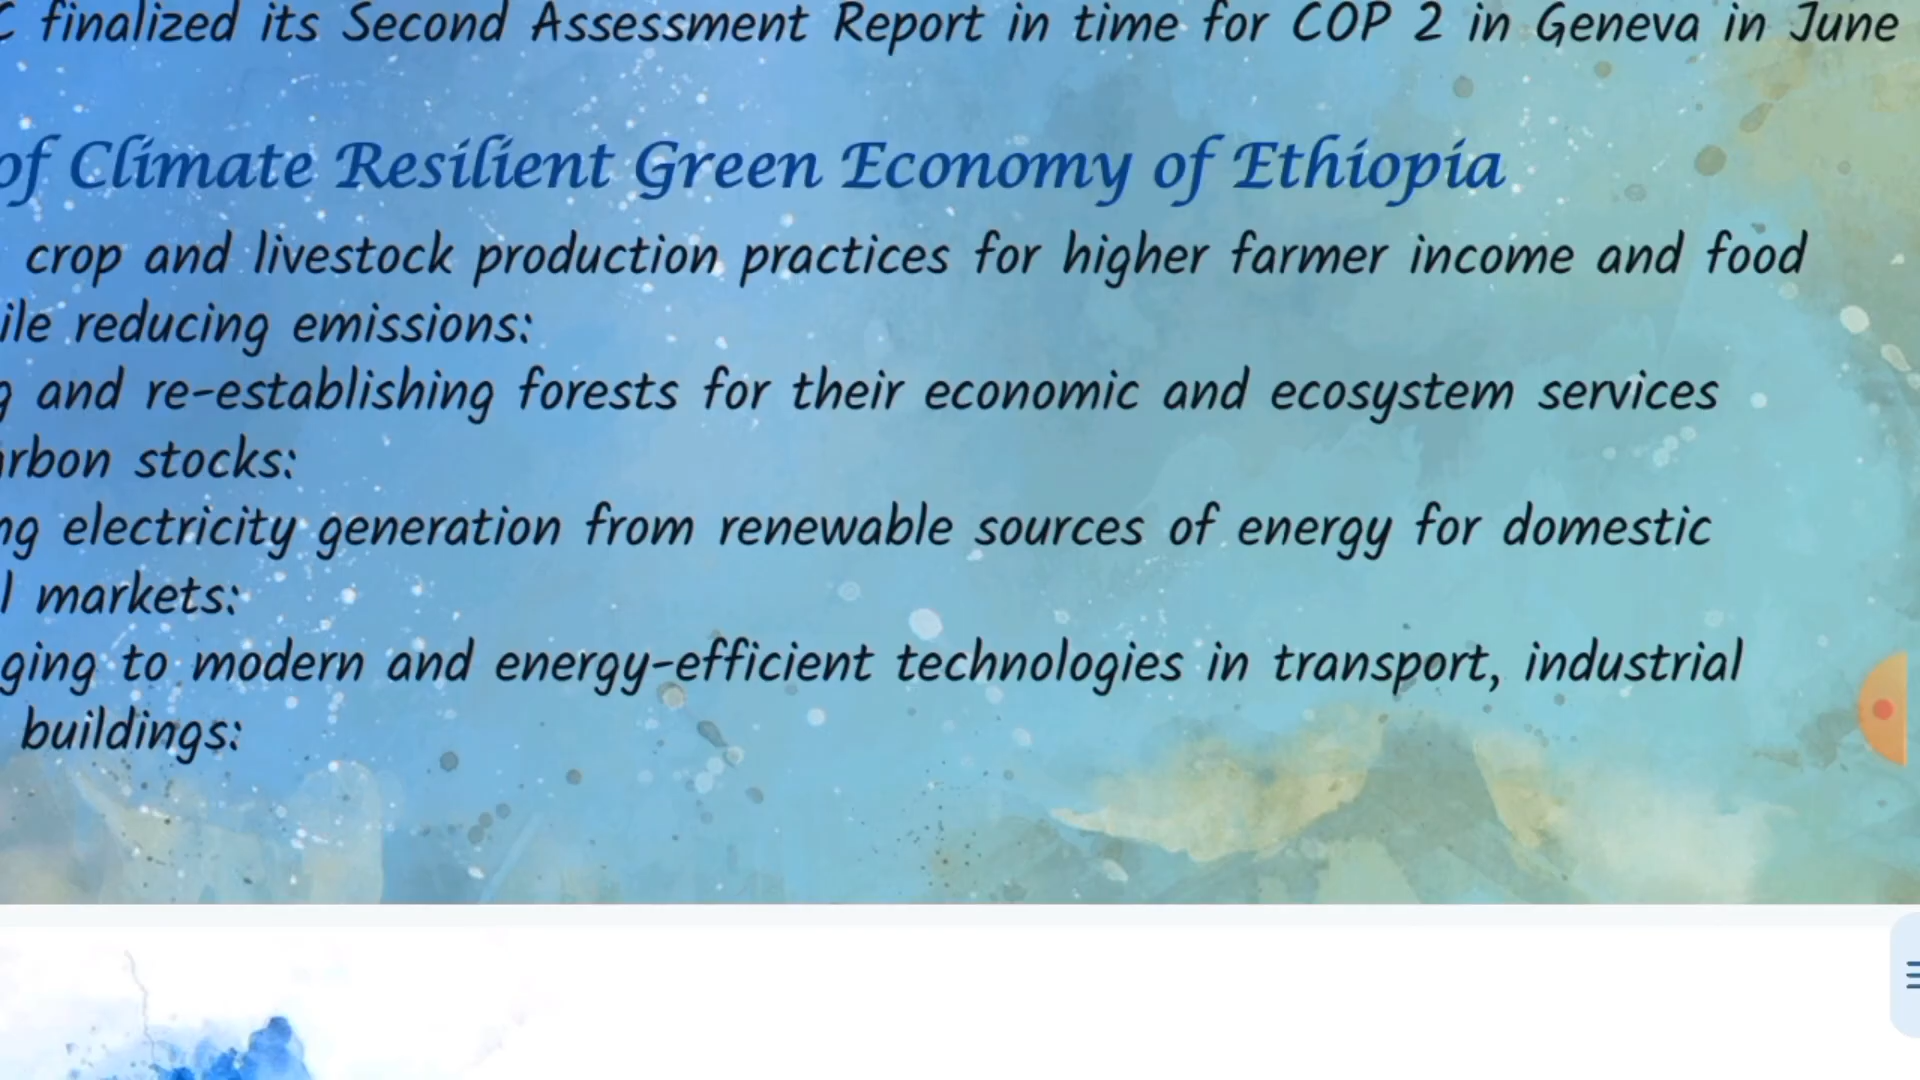 finalized its Second Assessment Report in time for COP 2 in Geneva in June
of Climate Resilient Green Economy of Ethiopia
crop and livestock production practices for higher farmer income and food
ile reducing emissions:
g and re-establishing forests for their economic and ecosystem services
rbon stocks:
ng electricity generation from renewable sources of energy for domestic
l markets:
ging to modern and energy-efficient technologies in transport, industrial
buildings: